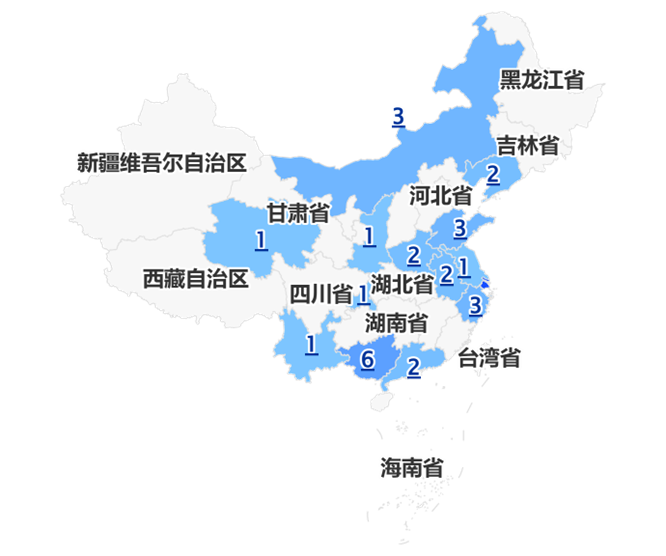 黑龙江省
3
吉林省
新疆维吾尔自治区
2
河北省
甘肃省
3
1
1
2
1
西藏自治区
2
湖北省
四川省
1
3
湖南省
1
6
台湾省
2
海南省